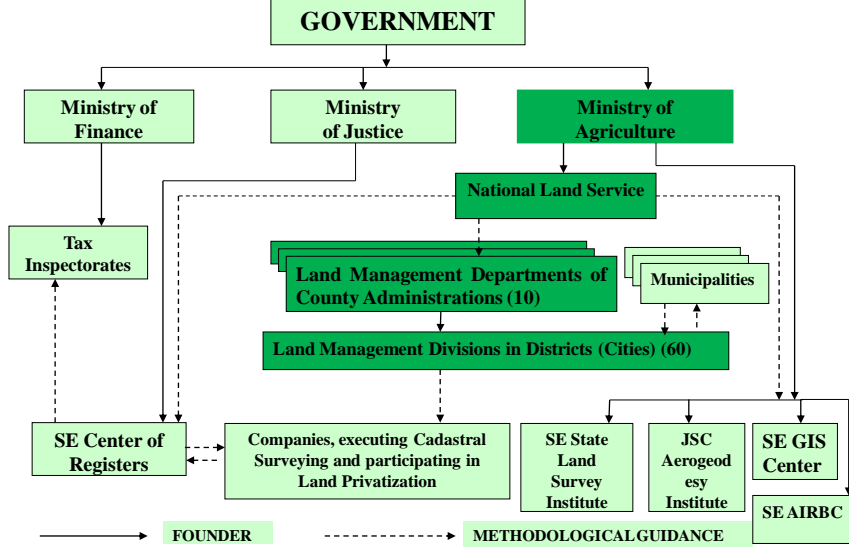 GOVERNMENT
Ministry of
Finance
Ministry
of Justice
Ministry of
Agriculture
National Land Service
Tax
Inspectorates
Land Management Departments of
County Administrations (10)
Municipalities
Land Management Divisions in Districts (Cities) (60)
SE Center of
Registers
Companies, executing Cadastral
Surveying and participating in
Land Privatization
SE State
Land
Survey
Institute
JSC
Aerogeod
esy
Institute
SE GIS
Center
SE AIRBC
FOUNDER
METHODOLOGICAL GUIDANCE